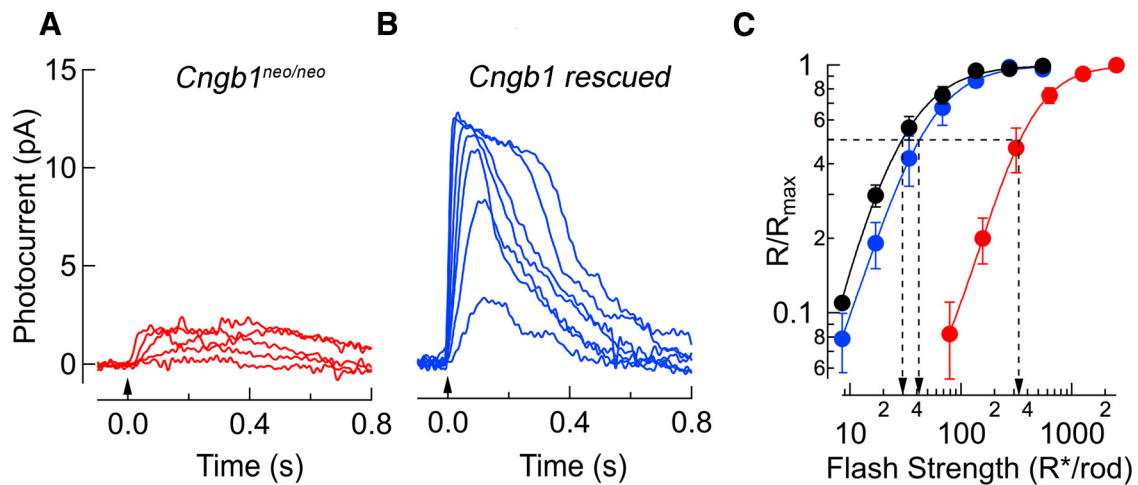 A
Cngb1neo/neo
15
10
5
0
Photocurrent (pA)
0.0
0.4
0.8
Time (s)
B
Cngb1 rescued
0.0
0.4
0.8
Time (s)
C
1
8
6
4
2
0.1
8
6
R/Rmax
2
4
2
4
2
10
100
1000
Flash Strength (R*/rod)